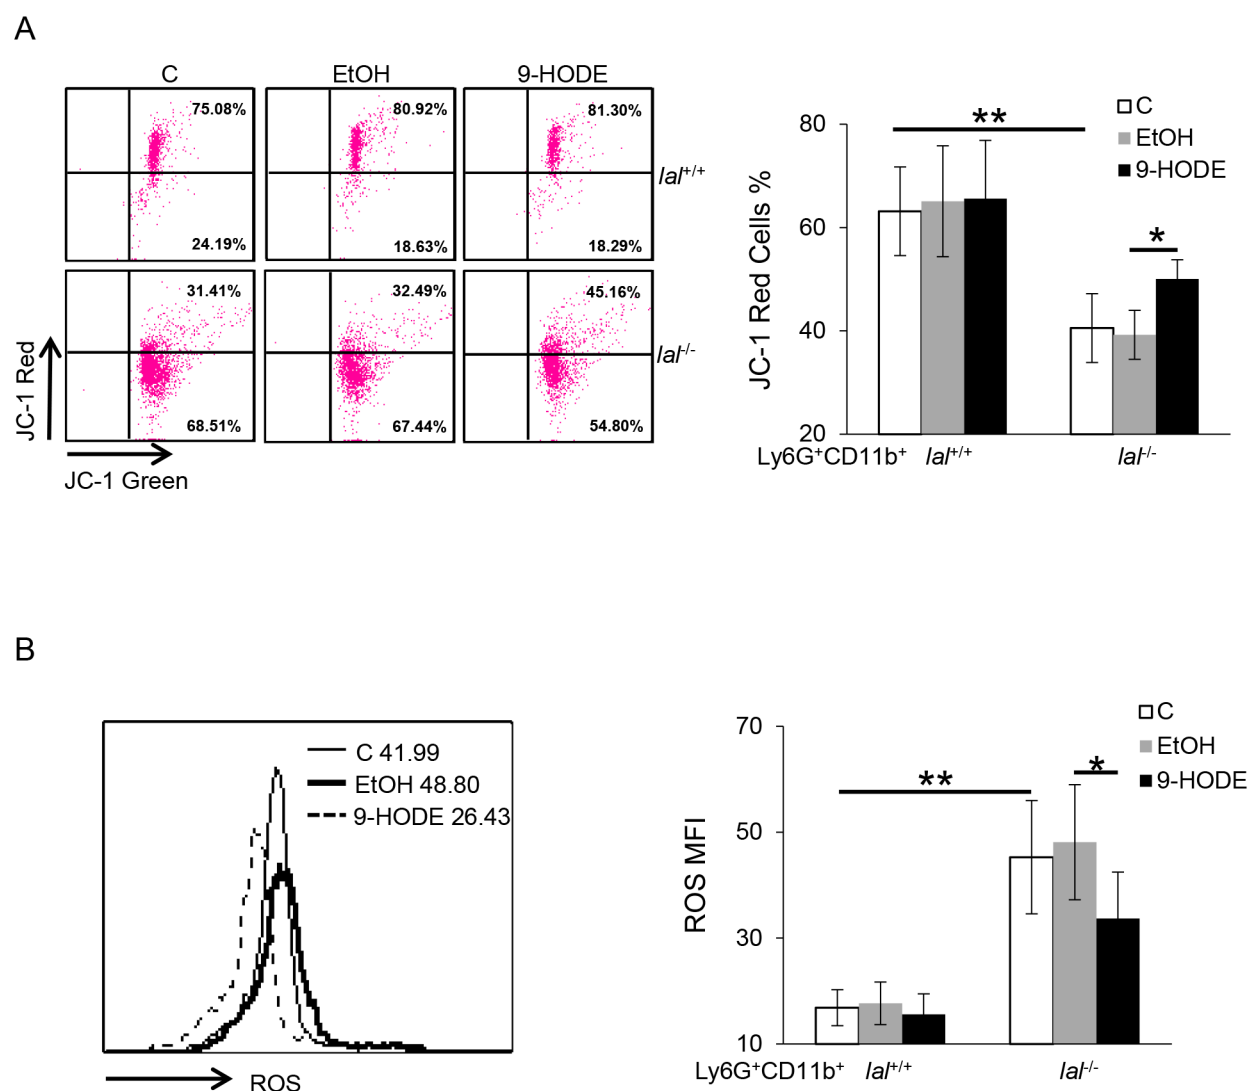 A
C EtOH 9-HODE
75.08% 80.92% 81.30%
lal+/+
24.19% 18.63% 18.29%
31.41% 32.49% 45.16%
lal-/-
68.51% 67.44% 54.80%
JC-1 Red
JC-1 Green
C
EtOH
9-HODE
**
*
JC-1 Red Cells %
80
60
40
20
Ly6G+CD11b+ lal+/+ lal-/-
B
C 41.99
EtOH 48.80
9-HODE 26.43
ROS
C
EtOH
9-HODE
**
*
ROS MFI
70
50
30
10
Ly6G+CD11b+ lal+/+ lal-/-